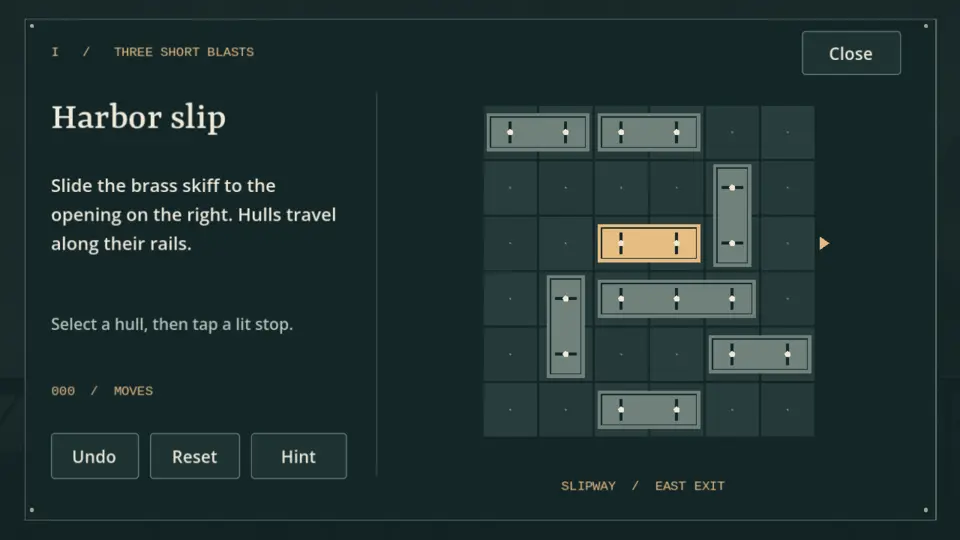 I / THREE SHORT BLASTS
Close
Harbor slip
Slide the brass skiff to the
opening on the right. Hulls travel
along their rails.
Select a hull, then tap a lit stop.
000 / MOVES
Undo
Reset
Hint
SLIPWAY / EAST EXIT